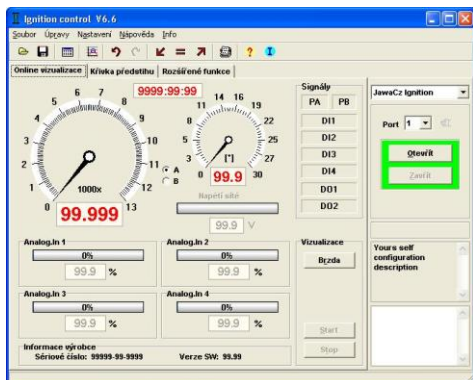 Ignition control V6.6
Soubor Úpravy Nastavení Nápověda Info
Online vizualizace Křivka předstihu Rozšířené funkce
9999:99:99
0 1 2 3 4 5 6 7 8 9 10 11 12 13
1000x
99.999
0 3 5 8 11 14 16 19 22 25 27 30
[°]
99.9
A
B
Napětí sítě
99.9 V
Analog.In 1
0%
99.9 %
Analog.In 2
0%
99.9 %
Analog.In 3
0%
99.9 %
Analog.In 4
0%
99.9 %
Informace výrobce
Sériové číslo: 99999-99-9999 Verze SW: 99.99
Signály
PA PB
DI1
DI2
DI3
DI4
DO1
DO2
Vizualizace
Brzda
Start
Stop
JawaCz Ignition
Port 1
Otevřít
Zavřít
Yours self
configuration
description